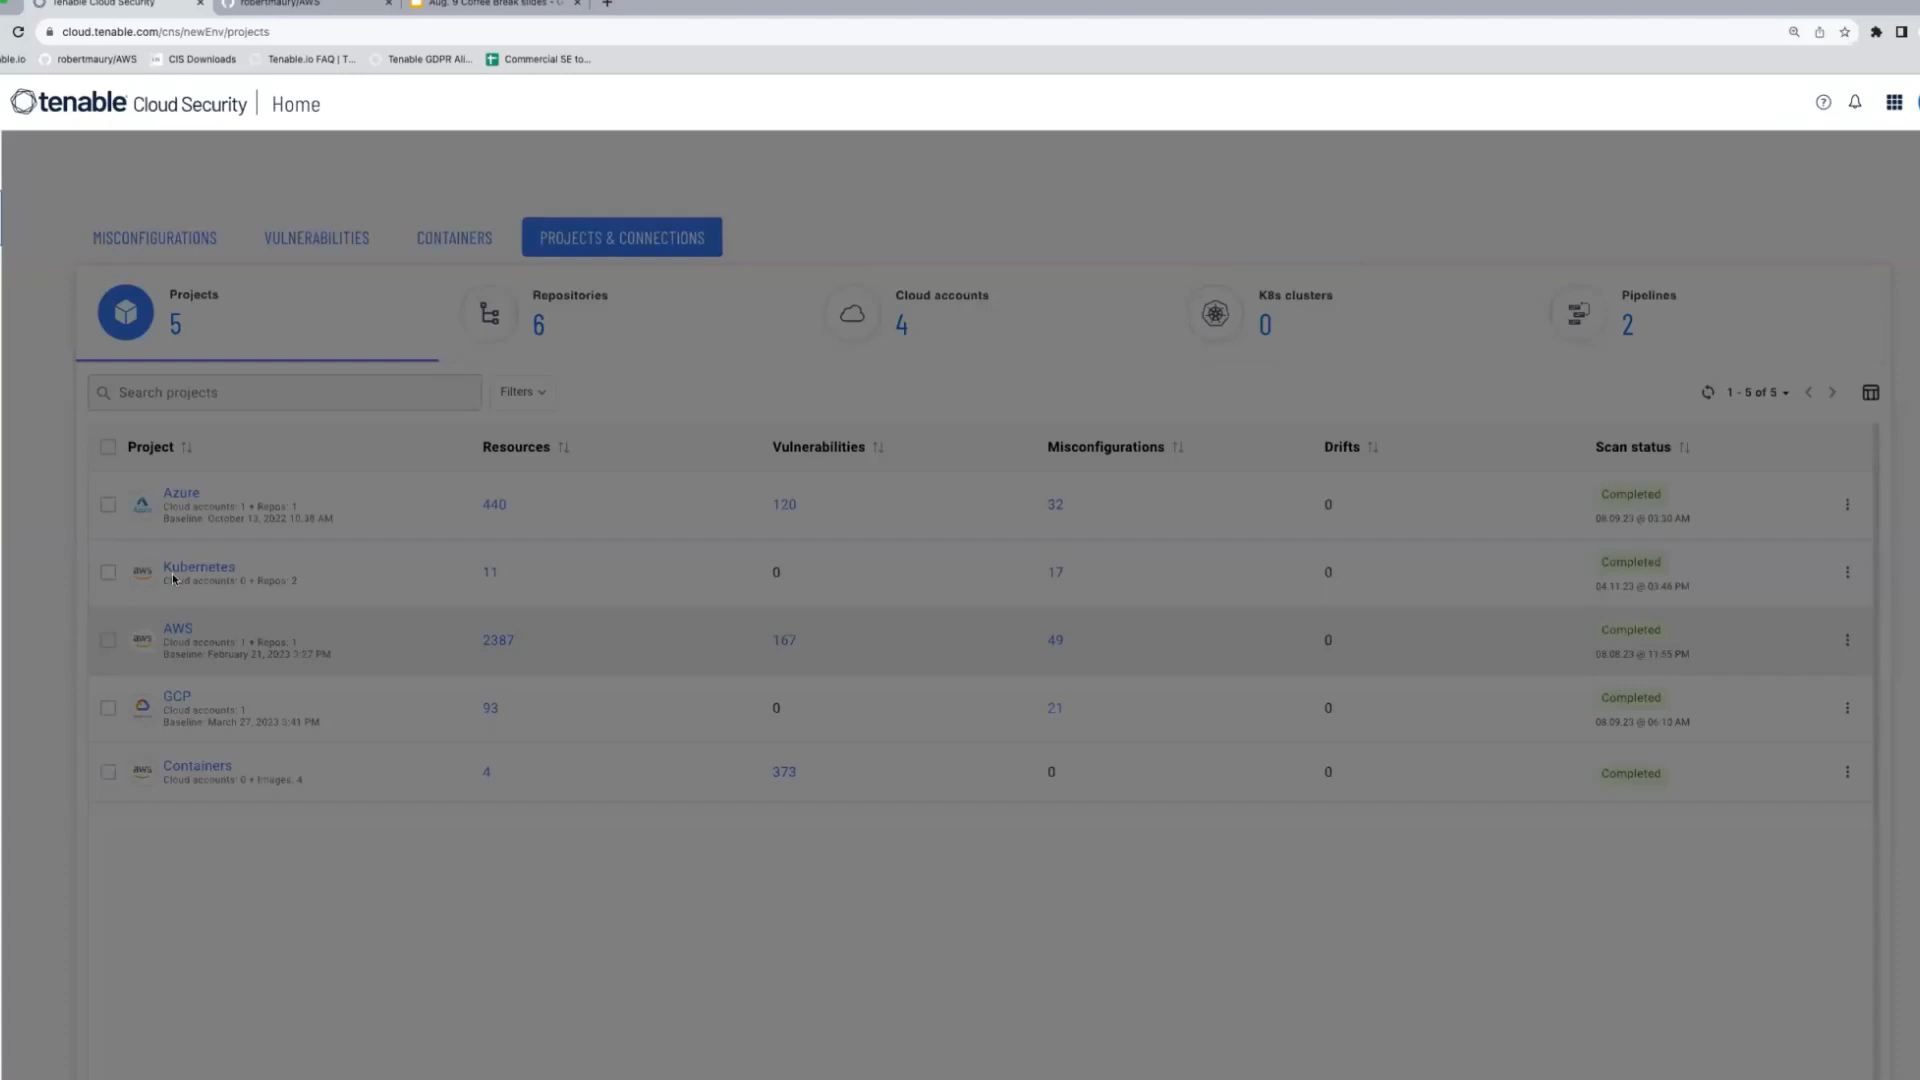 Tenable Cloud Security
robertmaury/AWS
Aug. 9 Coffee Break slides - G
cloud.tenable.com/cns/newEnv/projects
ble.io
robertmaury/AWS
CIS Downloads
Tenable.io FAQ | T...
Tenable GDPR Ali...
Commercial SE to...
tenable Cloud Security | Home
MISCONFIGURATIONS
VULNERABILITIES
CONTAINERS
PROJECTS & CONNECTIONS
Projects
5
Repositories
6
Cloud accounts
4
K8s clusters
0
Pipelines
2
Search projects
Filters
1 - 5 of 5
Project
Resources
Vulnerabilities
Misconfigurations
Drifts
Scan status
Azure
Cloud accounts: 1 + Repos: 1
Baseline: October 13, 2022 10:38 AM
440
120
32
0
Completed
08.09.23 @ 03:30 AM
aws
Kubernetes
Cloud accounts: 0 + Repos: 2
11
0
17
0
Completed
04.11.23 @ 03:46 PM
aws
AWS
Cloud accounts: 1 + Repos: 1
Baseline: February 21, 2023 3:27 PM
2387
167
49
0
Completed
08.08.23 @ 11:55 PM
GCP
Cloud accounts: 1
Baseline: March 27, 2023 3:41 PM
93
0
21
0
Completed
08.09.23 @ 06:10 AM
aws
Containers
Cloud accounts: 0 + Images: 4
4
373
0
0
Completed